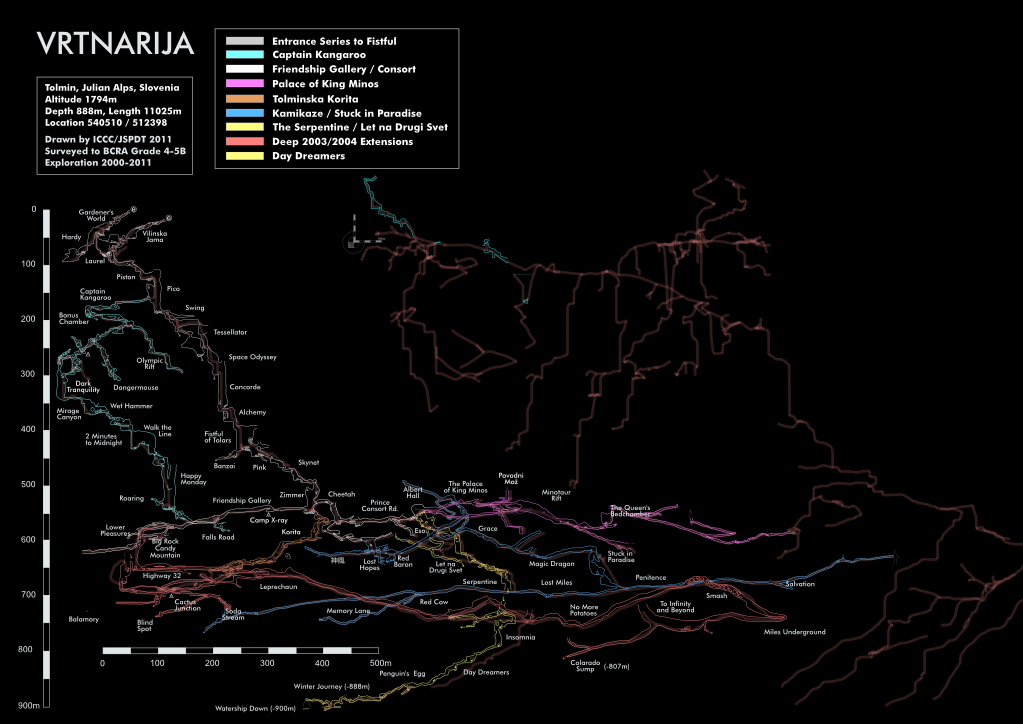 VRTNARIJA
Tolmin, Julian Alps, Slovenia
Altitude 1794m
Depth 888m, Length 11025m
Location 540510 / 512398
Drawn by ICCC/JSPDT 2011
Surveyed to BCRA Grade 4-5B
Exploration 2000-2011
Entrance Series to Fistful
Captain Kangaroo
Friendship Gallery / Consort
Palace of King Minos
Tolminska Korita
Kamikaze / Stuck in Paradise
The Serpentine / Let na Drugi Svet
Deep 2003/2004 Extensions
Day Dreamers
0
100
200
300
400
500
600
700
800
900m
Gardener's
World
Hardy
Vilinska
Jama
Laurel
Piston
Pico
Captain
Kangaroo
Swing
Bonus
Chamber
Tessellator
Olympic
Rift
Space Odyssey
Dark
Tranquility
Dangermouse
Concorde
Mirage
Canyon
Wet Hammer
Alchemy
Walk the
Line
2 Minutes
to Midnight
Fistful
of Tolars
Banzai
Pink
Skynet
Happy
Monday
Roaring
Friendship Gallery
Zimmer
Cheetah
Prince
Consort Rd.
Albert
Hall
The Palace
of King Minos
Povodni
Mož
Minotaur
Rift
The Queen's
Bedchamber
Camp X-ray
Lower
Pleasures
Falls Road
Korita
Esoo
Grace
Big Rock
Candy
Mountain
神風
Lost
Hopes
Red
Baron
Let na
Drugi Svet
Magic Dragon
Stuck in
Paradise
Highway 32
Leprechaun
Serpentine
Lost Miles
Penitence
Salvation
Smash
Cactus
Junction
Soda
Stream
Memory Lane
Red Cow
No More
Potatoes
To Infinity
and Beyond
Balamory
Blind
Spot
Insomnia
Miles Underground
0
100
200
300
400
500m
Colarado
Sump
(-807m)
Penguin's Egg
Day Dreamers
Winter Journey (-888m)
Watership Down (-900m)